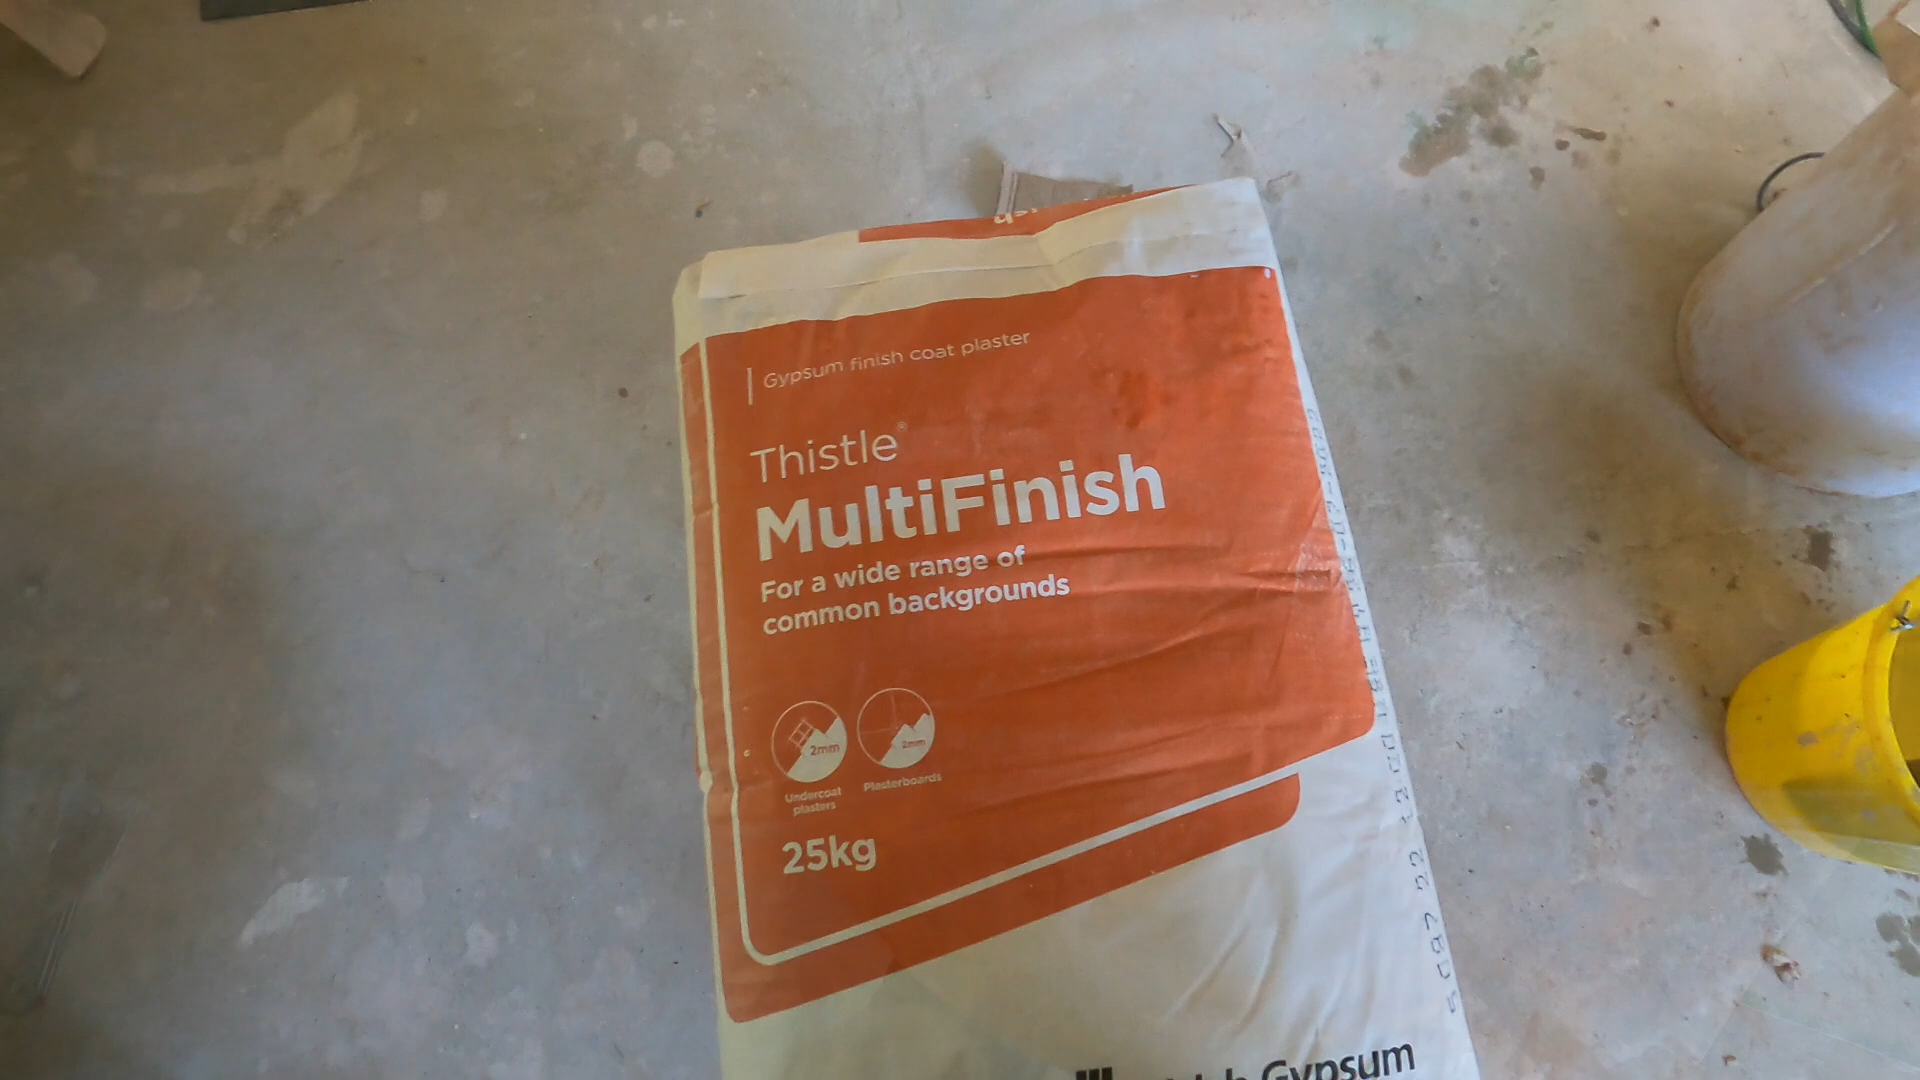 Gypsum finish coat plaster
Thistle®
MultiFinish
For a wide range of
common backgrounds
2mm
2mm
Undercoat
plasters
Plasterboards
25kg
Gypsum